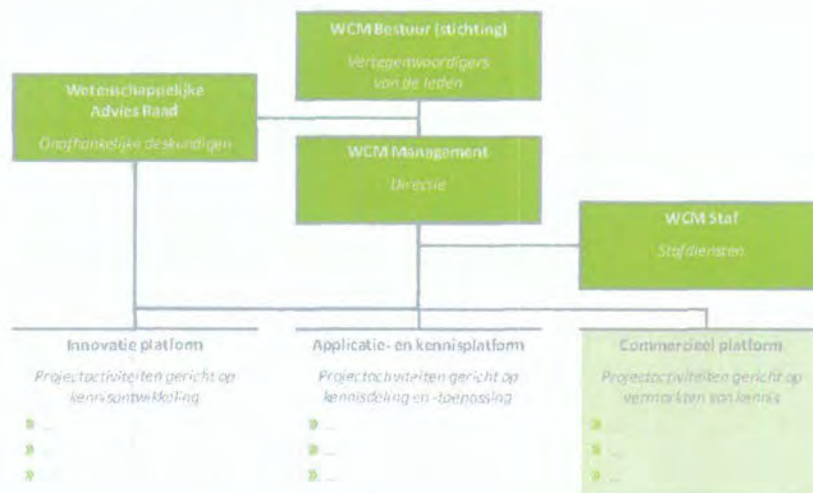 WCM Bestuur (stichting)
Vertegenwoordigers
van de leden
Wetenschappelijke
Advies Raad
Onafhankelijke deskundigen
WCM Management
Directie
WCM Staf
Stafdiensten
Innovatie platform
Projectactiviteiten gericht op
kennisontwikkeling
» ...
» ...
» ...
Applicatie- en kennisplatform
Projectactiviteiten gericht op
kennisdeling en -toepassing
» ...
» ...
» ...
Commercieel platform
Projectactiviteiten gericht op
vermarkten van kennis
» ...
» ...
» ...